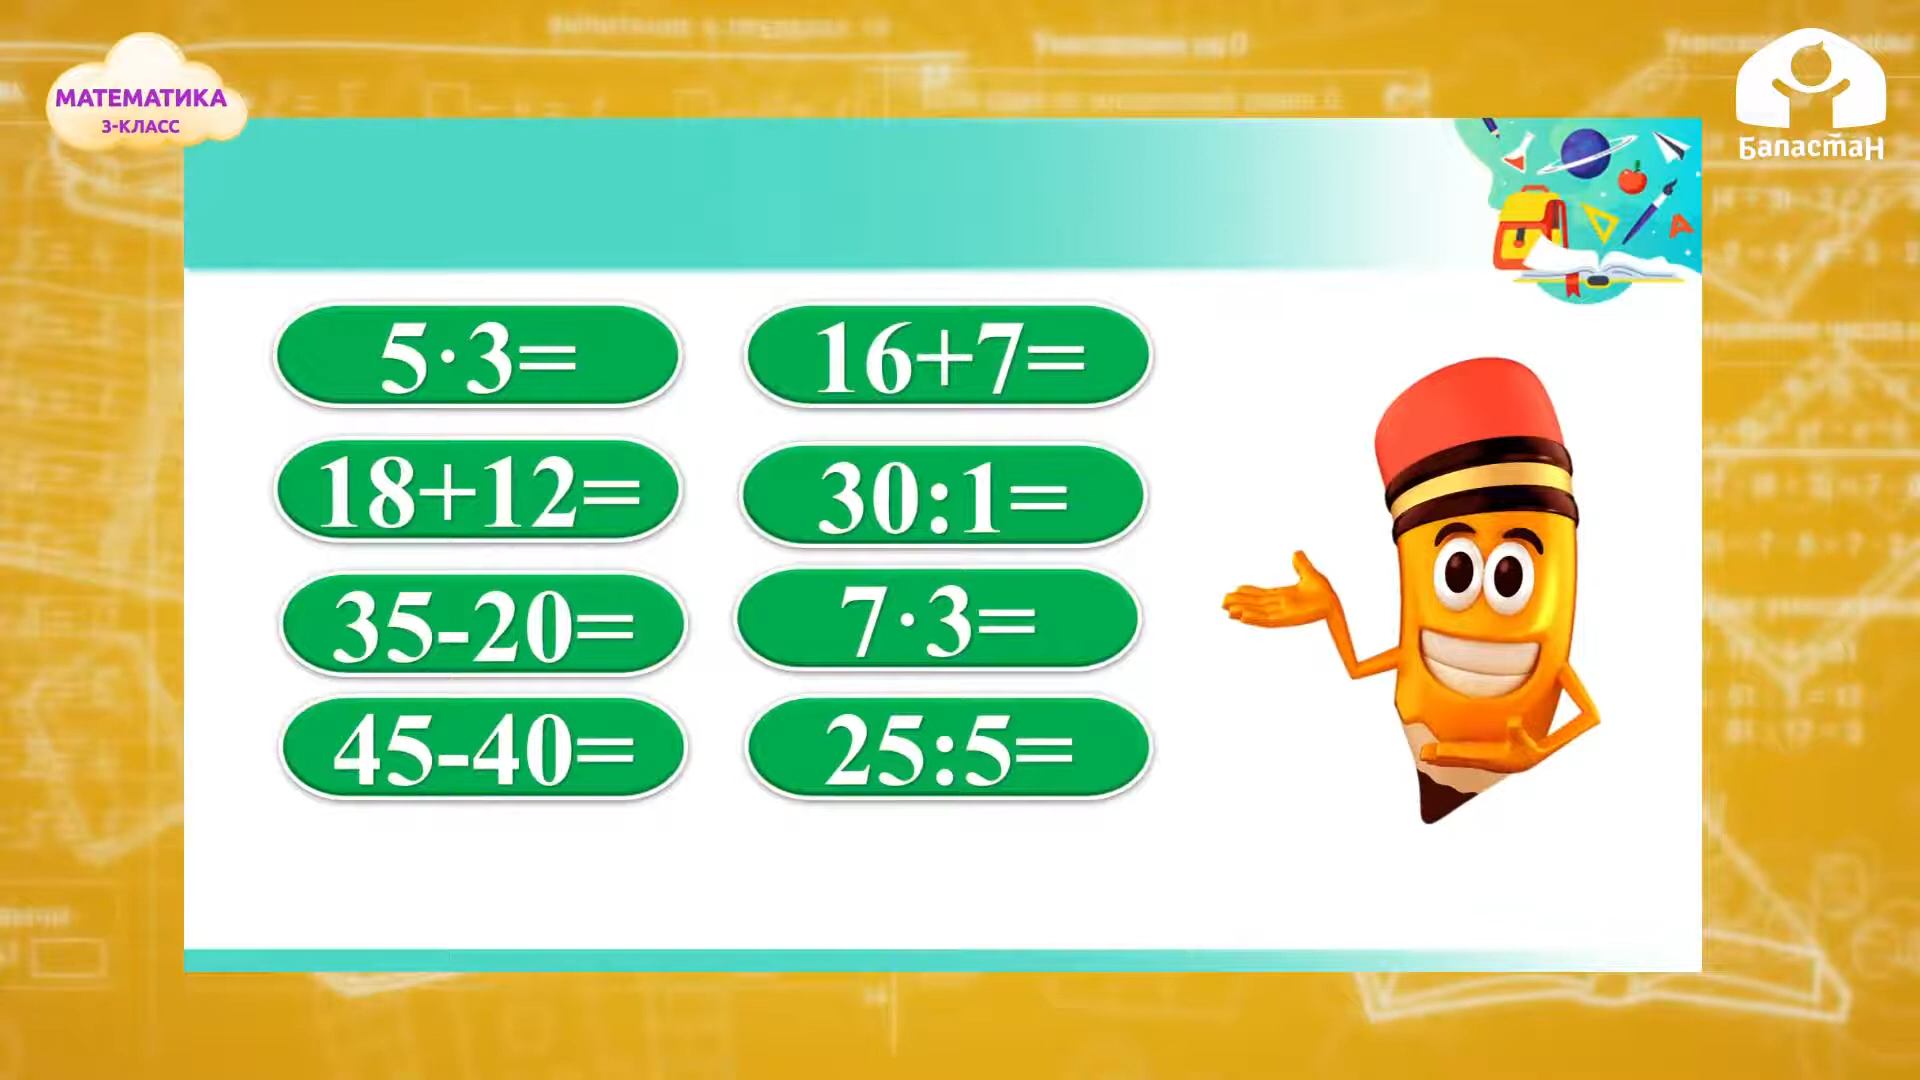 МАТЕМАТИКА
3-КЛАСС
Баластан
5·3=
16+7=
18+12=
30:1=
35-20=
7·3=
45-40=
25:5=